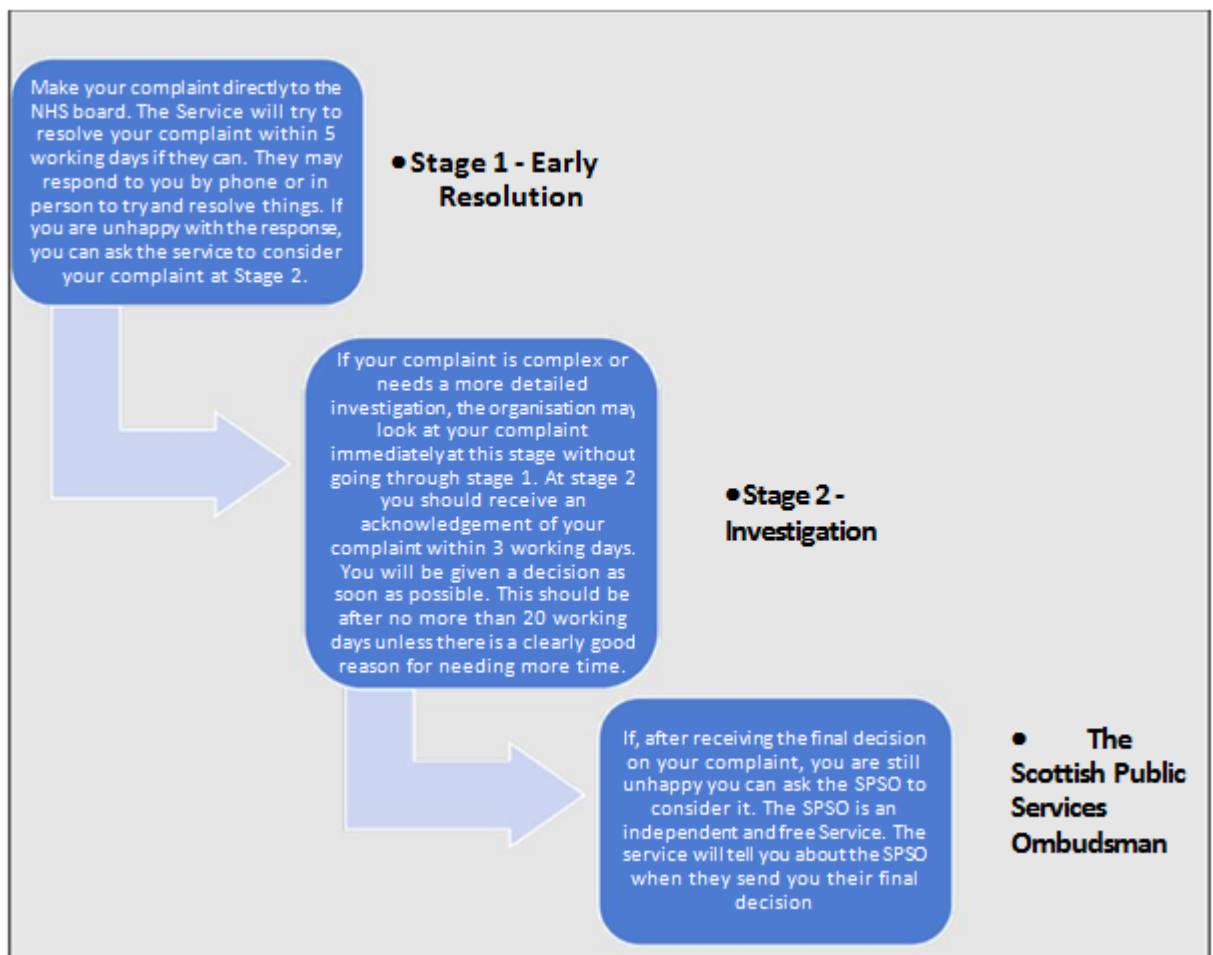 Make your complaint directly to the
NHS board. The Service will try to
resolve your complaint within 5
working days if they can. They may
respond to you by phone or in
person to try and resolve things. If
you are unhappy with the response,
you can ask the service to consider
your complaint at Stage 2.
•Stage 1 - Early
Resolution
If your complaint is complex or
needs a more detailed
investigation, the organisation may
look at your complaint
immediately at this stage without
going through stage 1. At stage 2
you should receive an
acknowledgement of your
complaint within 3 working days.
You will be given a decision as
soon as possible. This should be
after no more than 20 working
days unless there is a clearly good
reason for needing more time.
•Stage 2 -
Investigation
If, after receiving the final decision
on your complaint, you are still
unhappy you can ask the SPSO to
consider it. The SPSO is an
independent and free Service. The
service will tell you about the SPSO
when they send you their final
decision
• The
Scottish Public
Services
Ombudsman